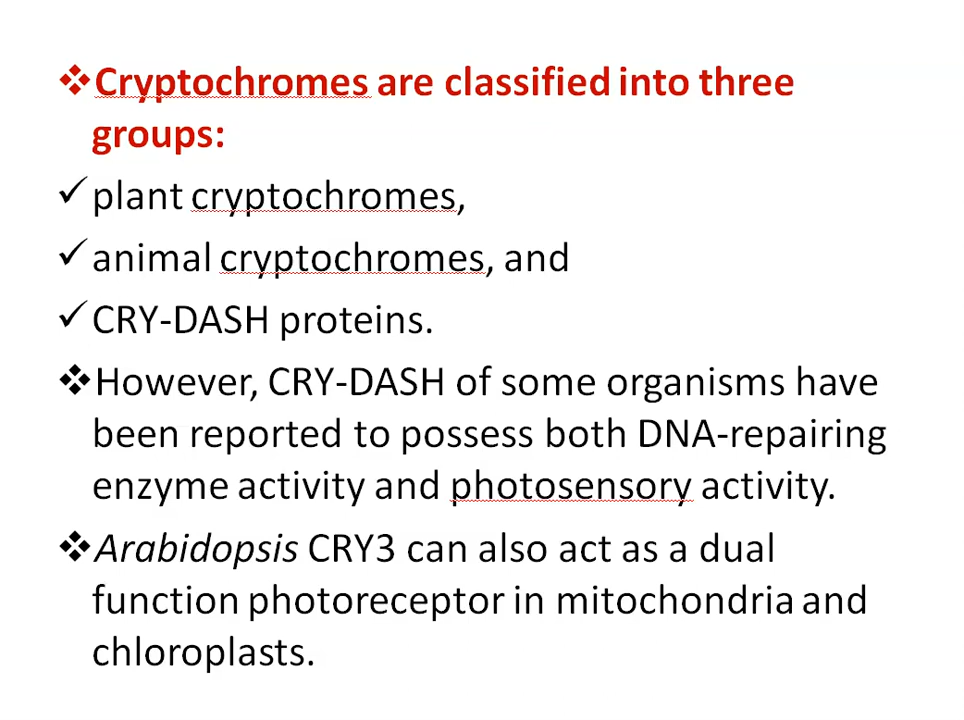 ❖Cryptochromes are classified into three
groups:
✓plant cryptochromes,
✓animal cryptochromes, and
✓CRY-DASH proteins.
❖However, CRY-DASH of some organisms have
been reported to possess both DNA-repairing
enzyme activity and photosensory activity.
❖Arabidopsis CRY3 can also act as a dual
function photoreceptor in mitochondria and
chloroplasts.